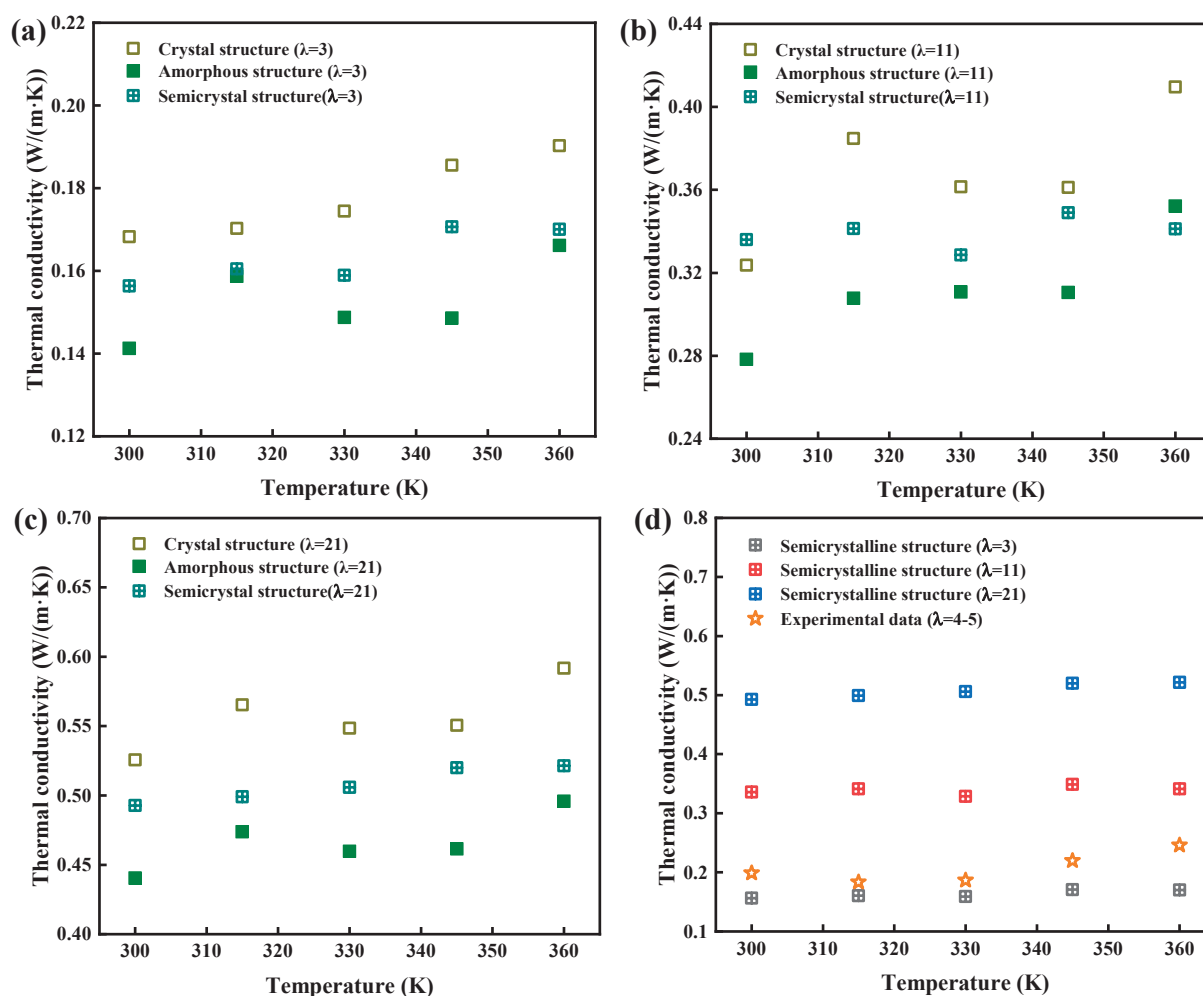 (a)
Crystal structure (λ=3)
Amorphous structure (λ=3)
Semicrystal structure(λ=3)
Thermal conductivity (W/(m·K))
0.22
0.20
0.18
0.16
0.14
0.12
300 310 320 330 340 350 360
Temperature (K)
(b)
Crystal structure (λ=11)
Amorphous structure (λ=11)
Semicrystal structure(λ=11)
Thermal conductivity (W/(m·K))
0.44
0.40
0.36
0.32
0.28
0.24
300 310 320 330 340 350 360
Temperature (K)
(c)
Crystal structure (λ=21)
Amorphous structure (λ=21)
Semicrystal structure(λ=21)
Thermal conductivity (W/(m·K))
0.70
0.65
0.60
0.55
0.50
0.45
0.40
300 310 320 330 340 350 360
Temperature (K)
(d)
Semicrystalline structure (λ=3)
Semicrystalline structure (λ=11)
Semicrystalline structure (λ=21)
Experimental data (λ=4-5)
Thermal conductivity (W/(m·K))
0.8
0.7
0.6
0.5
0.4
0.3
0.2
0.1
300 310 320 330 340 350 360
Temperature (K)